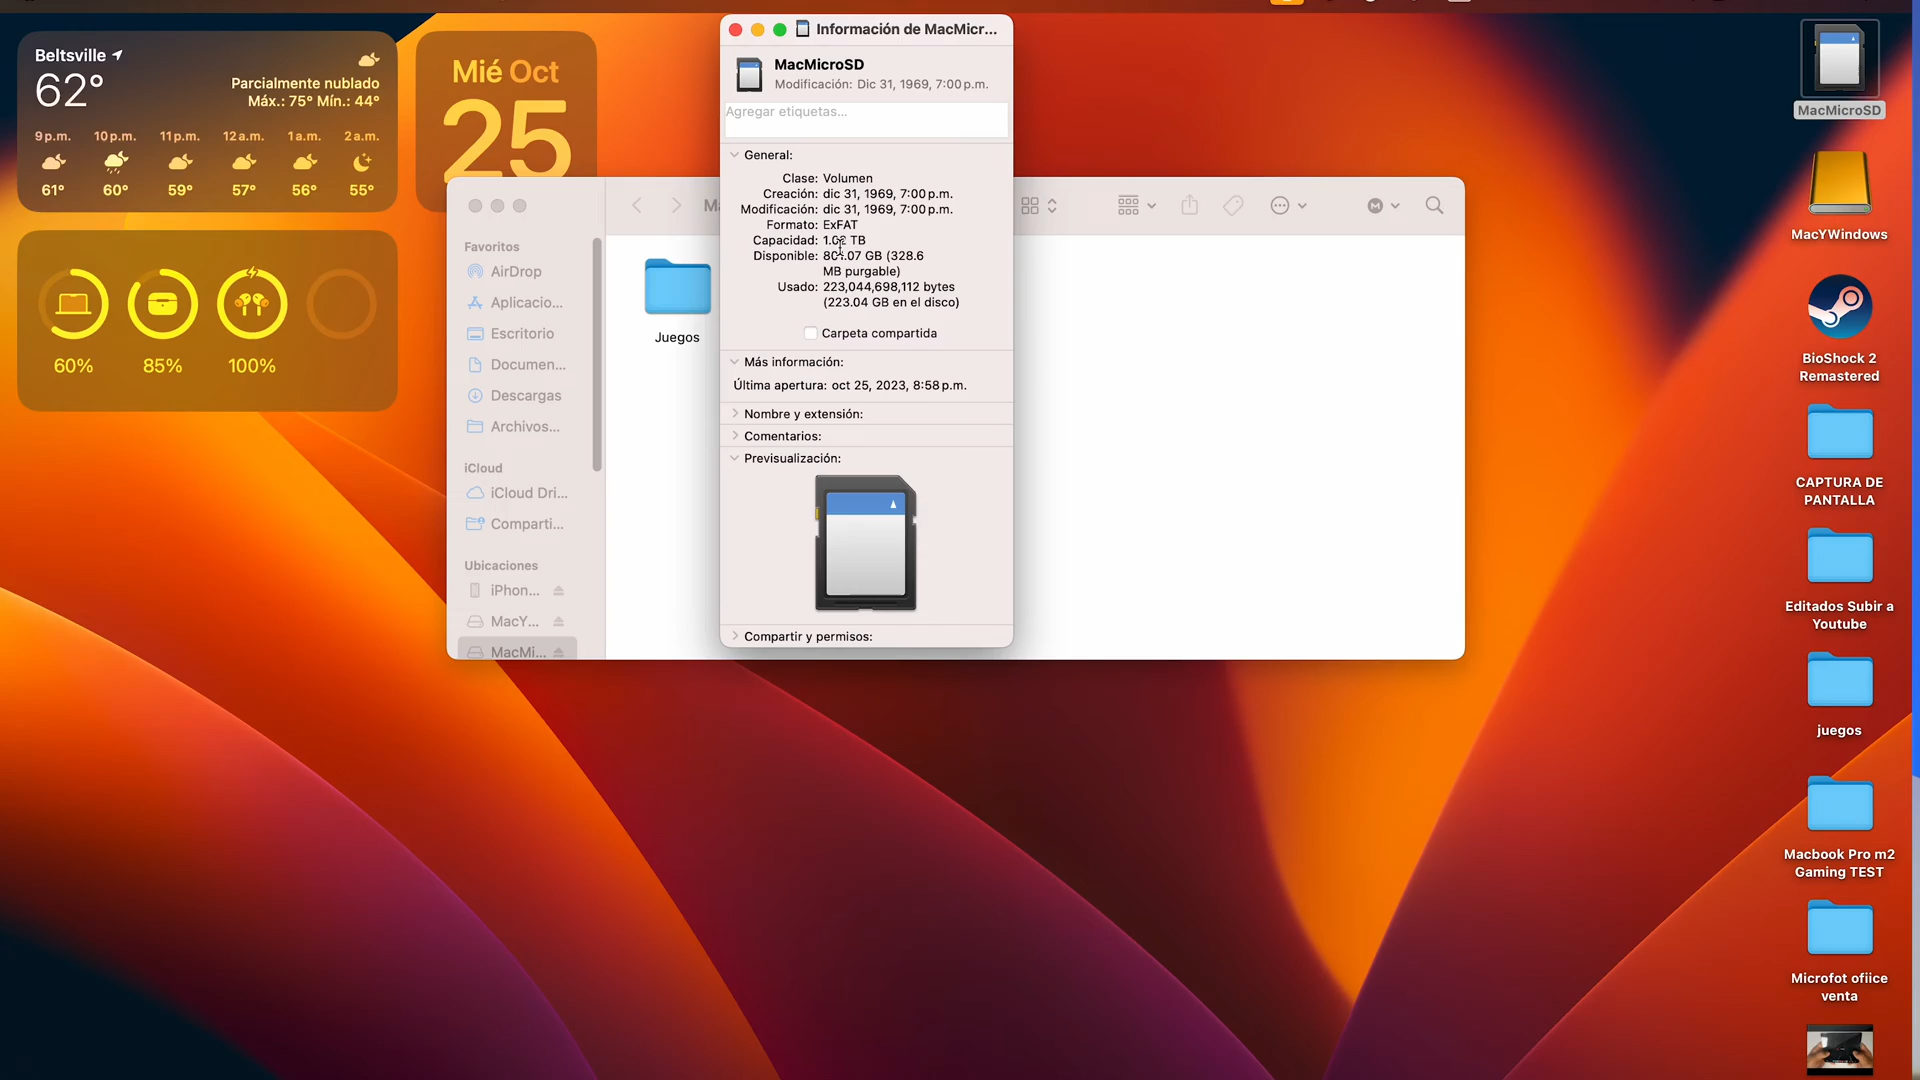 Beltsville
62°
Parcialmente nublado
Máx.: 75° Mín.: 44°
9 p.m. 10 p.m. 11 p.m. 12 a.m. 1 a.m. 2 a.m.
61° 60° 59° 57° 56° 55°
Mié Oct
25
60% 85% 100%
Favoritos
AirDrop
Aplicacio...
Escritorio
Documen...
Descargas
Archivos...
iCloud
iCloud Dri...
Comparti...
Ubicaciones
iPhon...
MacY...
MacMi...
Juegos
Información de MacMicr...
MacMicroSD
Modificación: Dic 31, 1969, 7:00 p.m.
Agregar etiquetas...
General:
Clase: Volumen
Creación: dic 31, 1969, 7:00 p.m.
Modificación: dic 31, 1969, 7:00 p.m.
Formato: ExFAT
Capacidad: TB
Disponible: GB (328.6
MB purgable)
Usado: 223,044,698,112 bytes
(223.04 GB en el disco)
Carpeta compartida
Más información:
Última apertura: oct 25, 2023, 8:58 p.m.
Nombre y extensión:
Comentarios:
Previsualización:
Compartir y permisos:
MacMicroSD
MacYWindows
BioShock 2
Remastered
CAPTURA DE
PANTALLA
Editados Subir a
Youtube
juegos
Macbook Pro m2
Gaming TEST
Microfot ofiice
venta